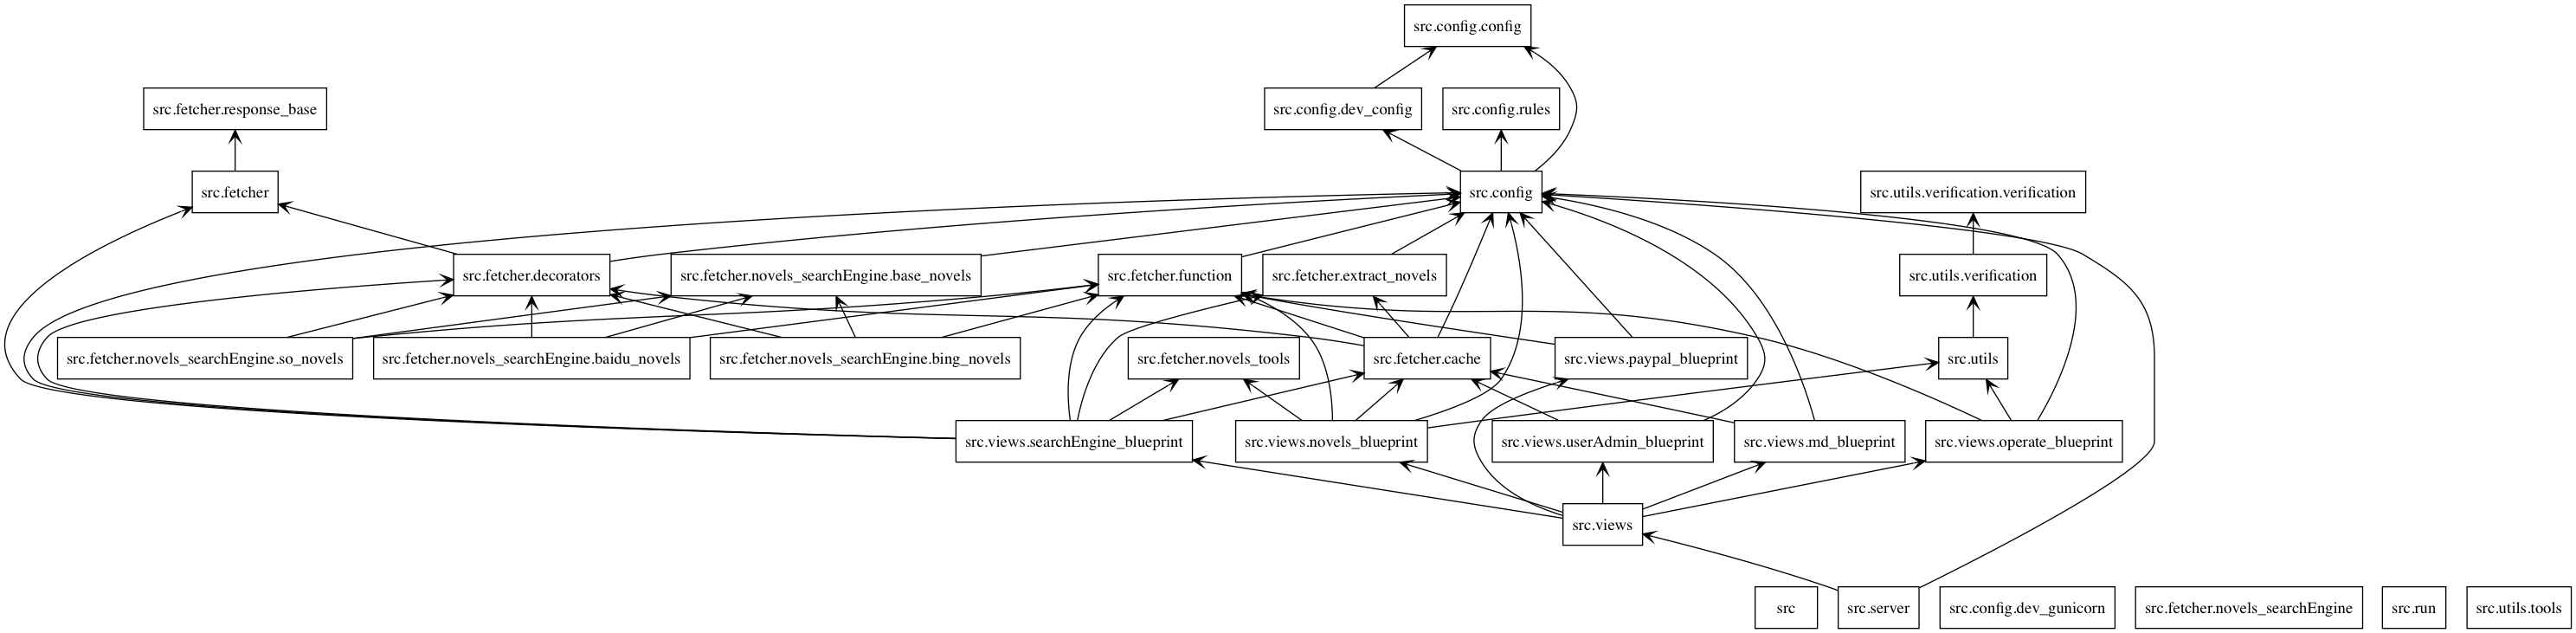 src.config.config
src.fetcher.response_base
src.config.dev_config
src.config.rules
src.fetcher
src.config
src.utils.verification.verification
src.fetcher.decorators
src.fetcher.novels_searchEngine.base_novels
src.fetcher.function
src.fetcher.extract_novels
src.utils.verification
src.fetcher.novels_searchEngine.so_novels
src.fetcher.novels_searchEngine.baidu_novels
src.fetcher.novels_searchEngine.bing_novels
src.fetcher.novels_tools
src.fetcher.cache
src.views.paypal_blueprint
src.utils
src.views.searchEngine_blueprint
src.views.novels_blueprint
src.views.userAdmin_blueprint
src.views.md_blueprint
src.views.operate_blueprint
src.views
src
src.server
src.config.dev_gunicorn
src.fetcher.novels_searchEngine
src.run
src.utils.tools